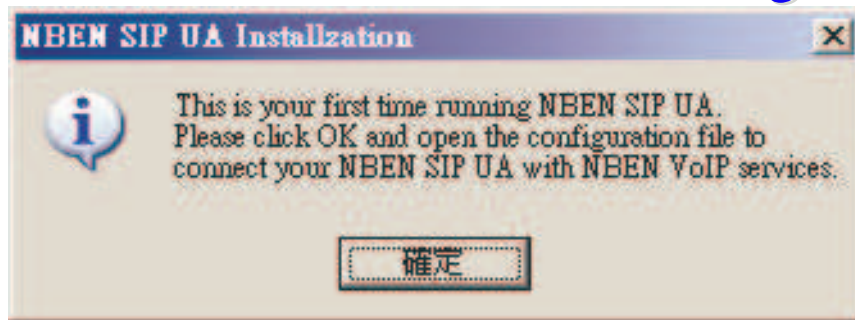 NBEN SIP UA Installzation
This is your first time running NBEN SIP UA.
Please click OK and open the configuration file to
connect your NBEN SIP UA with NBEN VoIP services.
確定